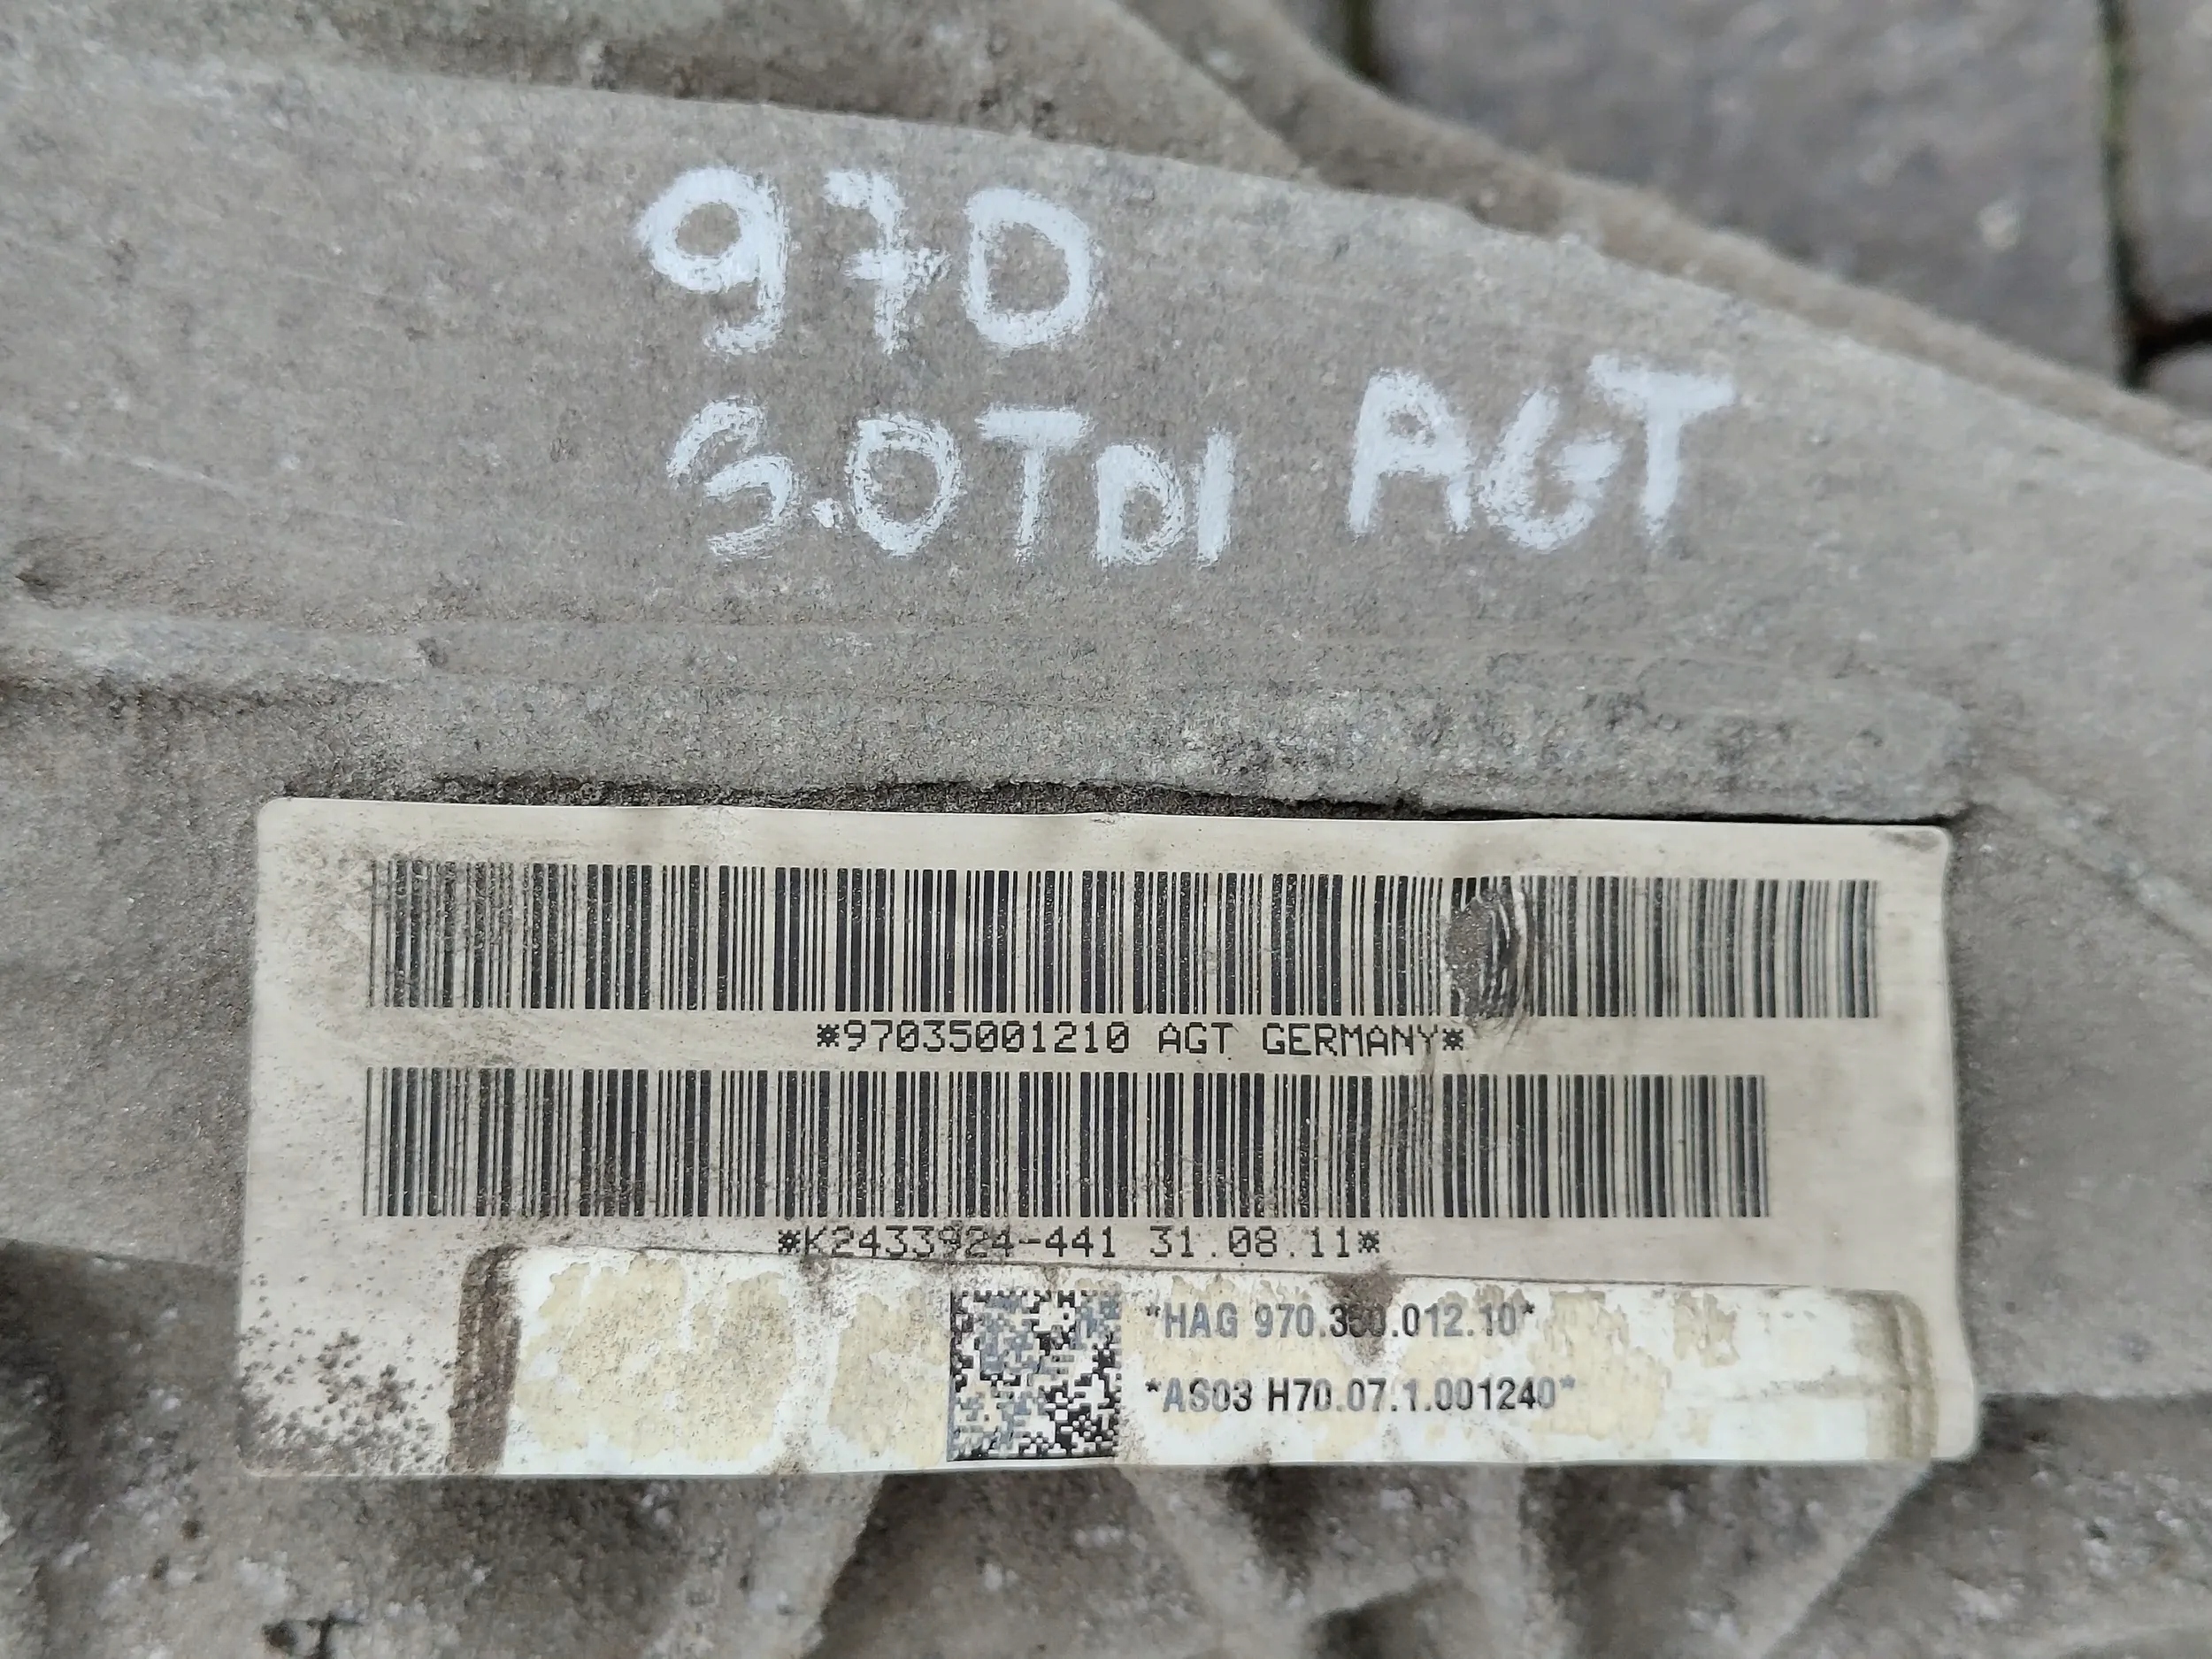 970
3.0TDI AGT
*97035001210 AGT GERMANY*
*K2433924-441 31.08.11*
*HAG 970.350.012.10*
*AS03 H70.07.1.001240*